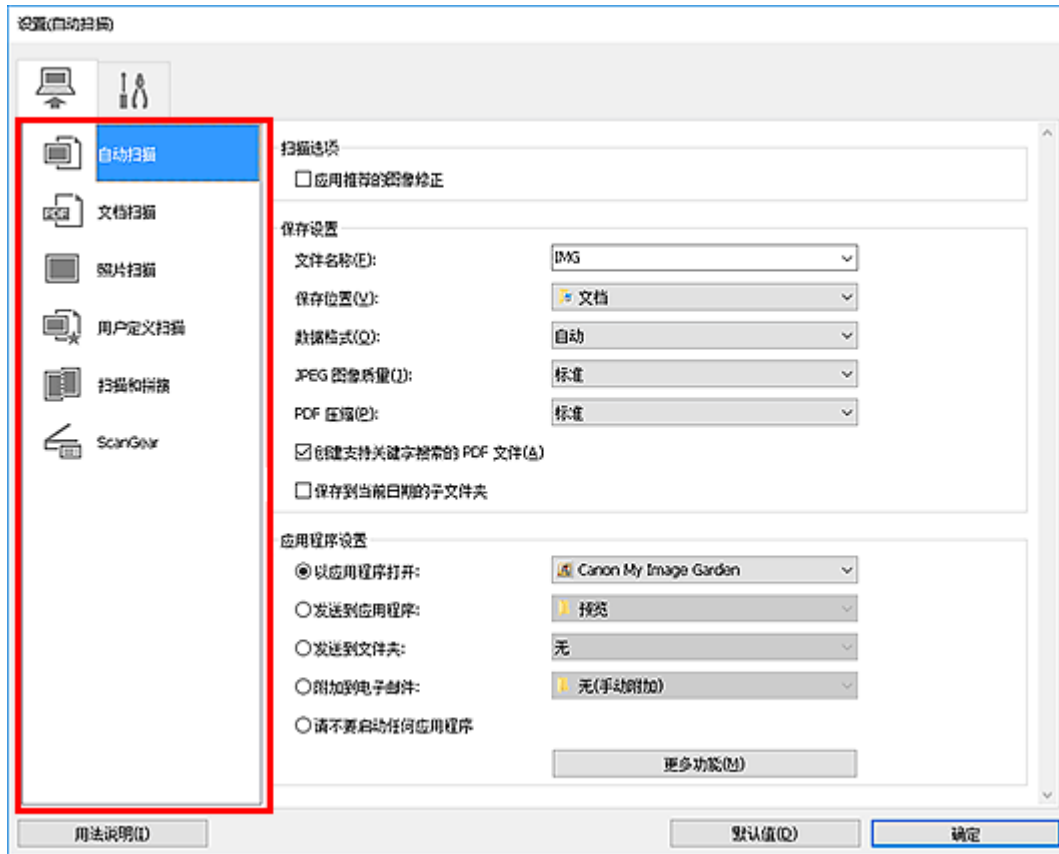 设置(自动扫描)
自动扫描
PDF
文档扫描
照片扫描
用户定义扫描
扫描和拼接
ScanGear
扫描选项
应用推荐的图像修正
保存设置
文件名称(F):
IMG
保存位置(V):
文档
数据格式(O):
自动
JPEG 图像质量(J):
标准
PDF 压缩(P):
标准
创建支持关键字搜索的 PDF 文件(A)
保存到当前日期的子文件夹
应用程序设置
以应用程序打开:
Canon My Image Garden
发送到应用程序:
预览
发送到文件夹:
无
附加到电子邮件:
无(手动附加)
请不要启动任何应用程序
更多功能(M)
用法说明(I)
默认值(D)
确定